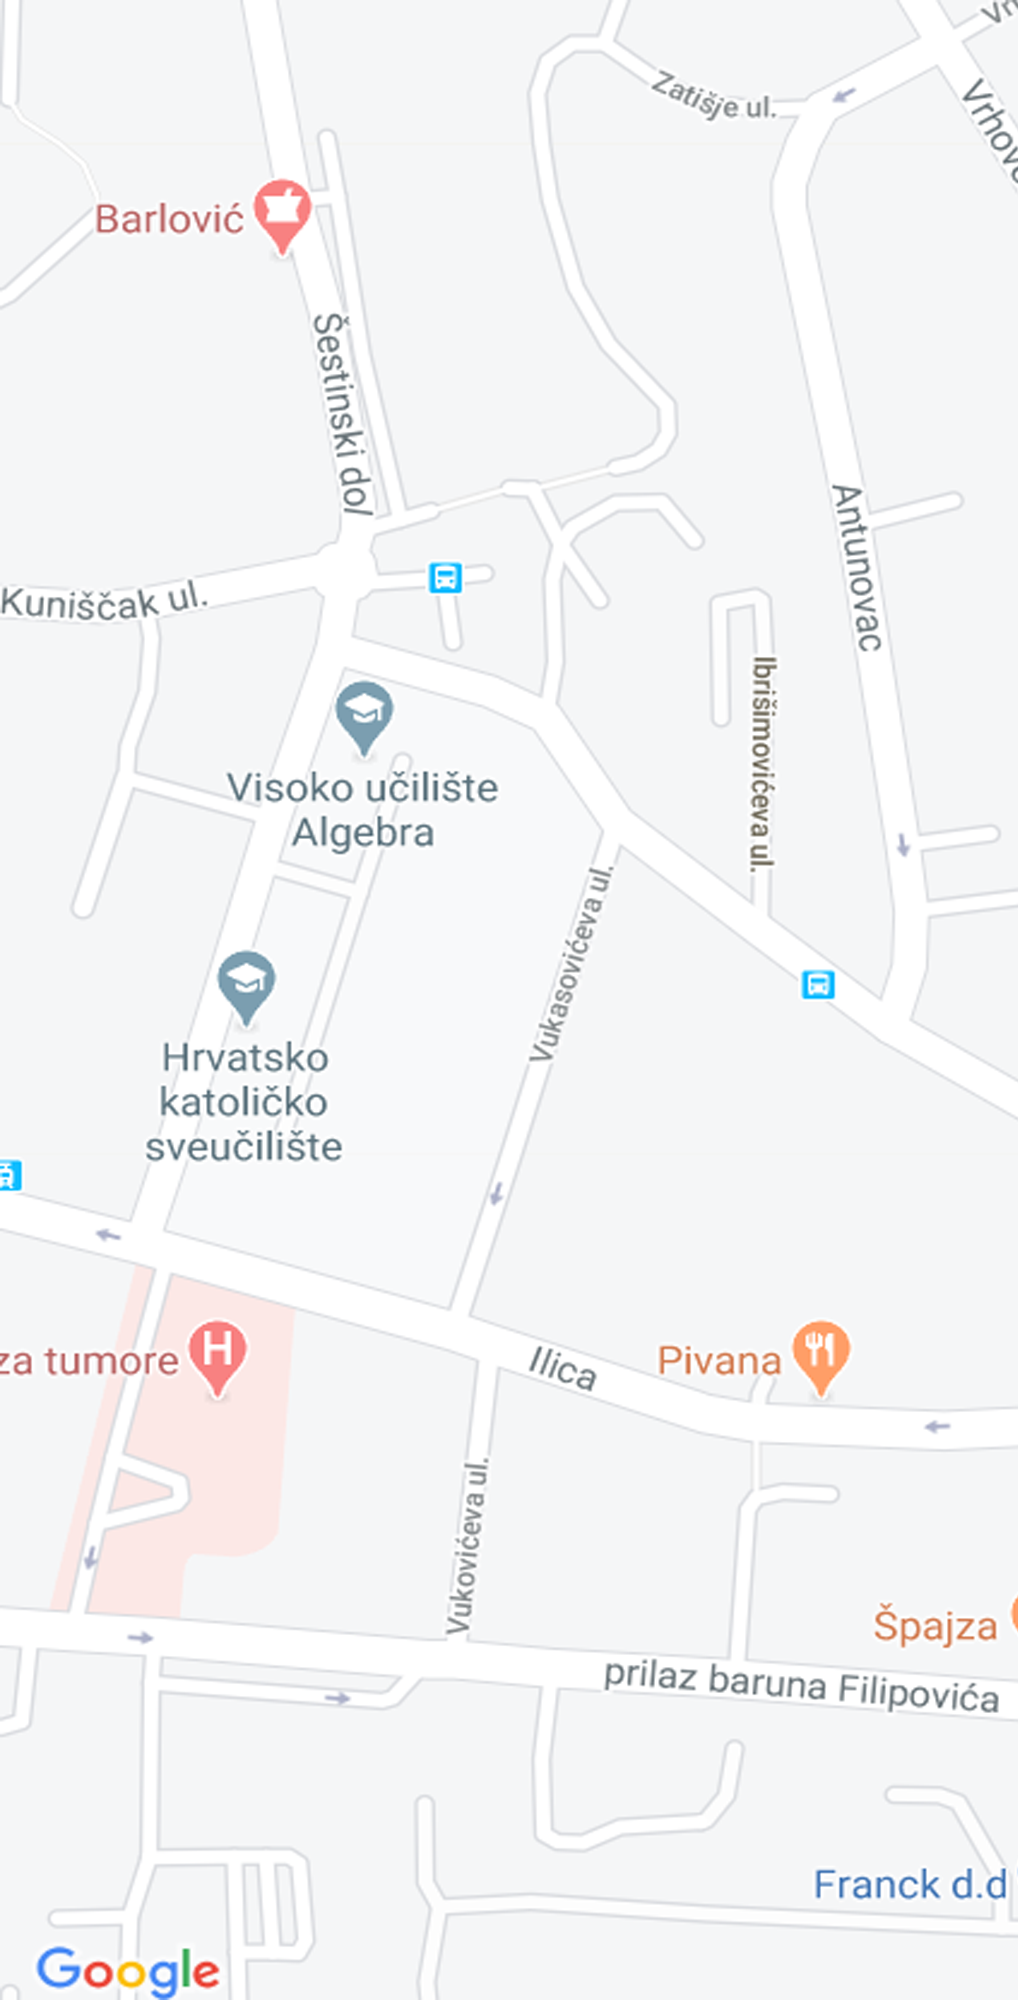 Zatišje ul.
Vrhovc
Barlović
Šestinski dol
Antunovac
Kuniščak ul.
Ibrišimovićeva ul.
Visoko učilište
Algebra
Vukasovićeva ul.
Hrvatsko
katoličko
sveučilište
za tumore
H
Ilica
Pivana
Vukovićeva ul.
Špajza
prilaz baruna Filipovića
Franck d.d
Google